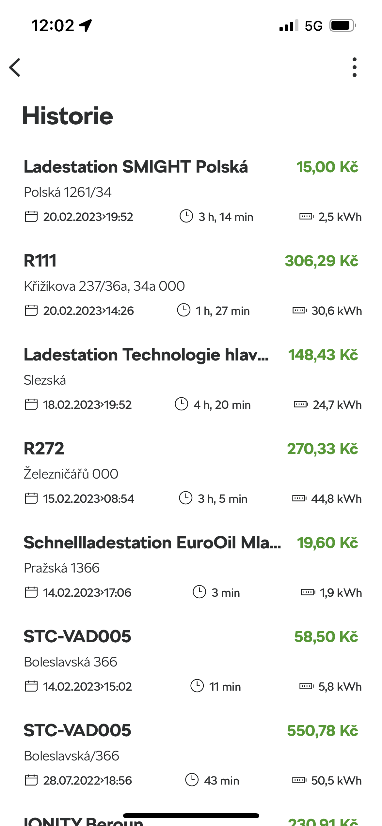 12:02
5G
Historie
Ladestation SMIGHT Polská 15,00 Kč
Polská 1261/34
20.02.2023>19:52 3 h, 14 min 2,5 kWh
R111 306,29 Kč
Křižíkova 237/36a, 34a 000
20.02.2023>14:26 1 h, 27 min 30,6 kWh
Ladestation Technologie hlav... 148,43 Kč
Slezská
18.02.2023>19:52 4 h, 20 min 24,7 kWh
R272 270,33 Kč
Železničářů 000
15.02.2023>08:54 3 h, 5 min 44,8 kWh
Schnellladestation EuroOil Mla... 19,60 Kč
Pražská 1366
14.02.2023>17:06 3 min 1,9 kWh
STC-VAD005 58,50 Kč
Boleslavská 366
14.02.2023>15:02 11 min 5,8 kWh
STC-VAD005 550,78 Kč
Boleslavská/366
28.07.2022>18:56 43 min 50,5 kWh
IONITY Beroun 230,91 Kč